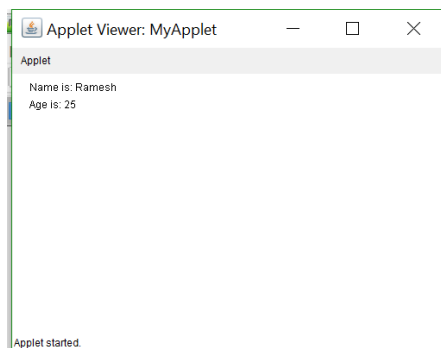 Applet Viewer: MyApplet
Applet
Name is: Ramesh
Age is: 25
Applet started.